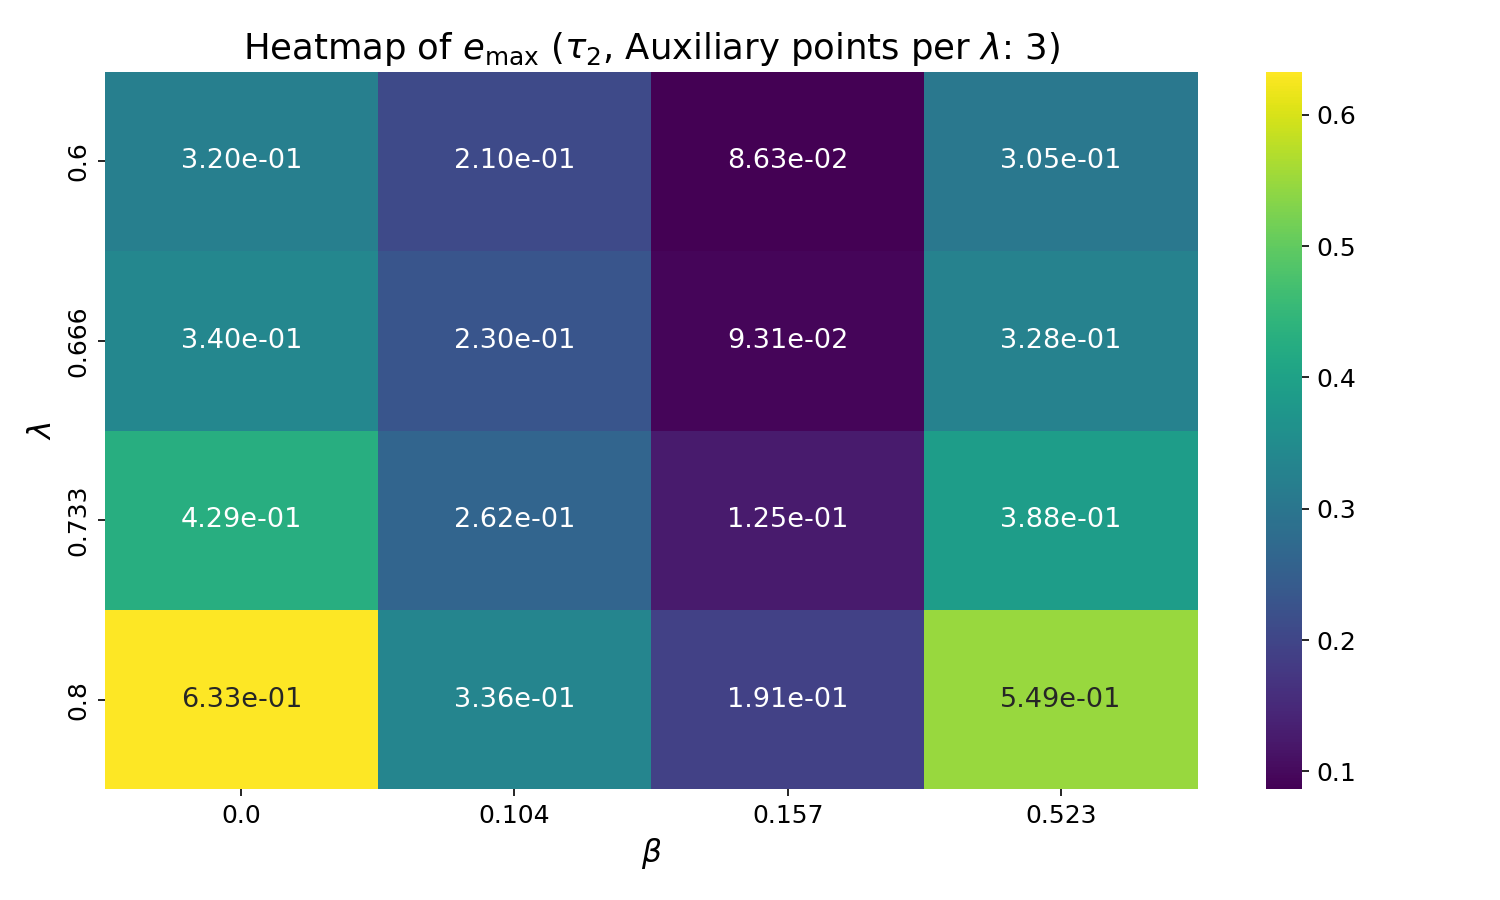 Heatmap of e_max (τ₂, Auxiliary points per λ: 3)
λ
0.6 3.20e-01 2.10e-01 8.63e-02 3.05e-01
0.666 3.40e-01 2.30e-01 9.31e-02 3.28e-01
0.733 4.29e-01 2.62e-01 1.25e-01 3.88e-01
0.8 6.33e-01 3.36e-01 1.91e-01 5.49e-01
0.0 0.104 0.157 0.523
β
0.6
0.5
0.4
0.3
0.2
0.1